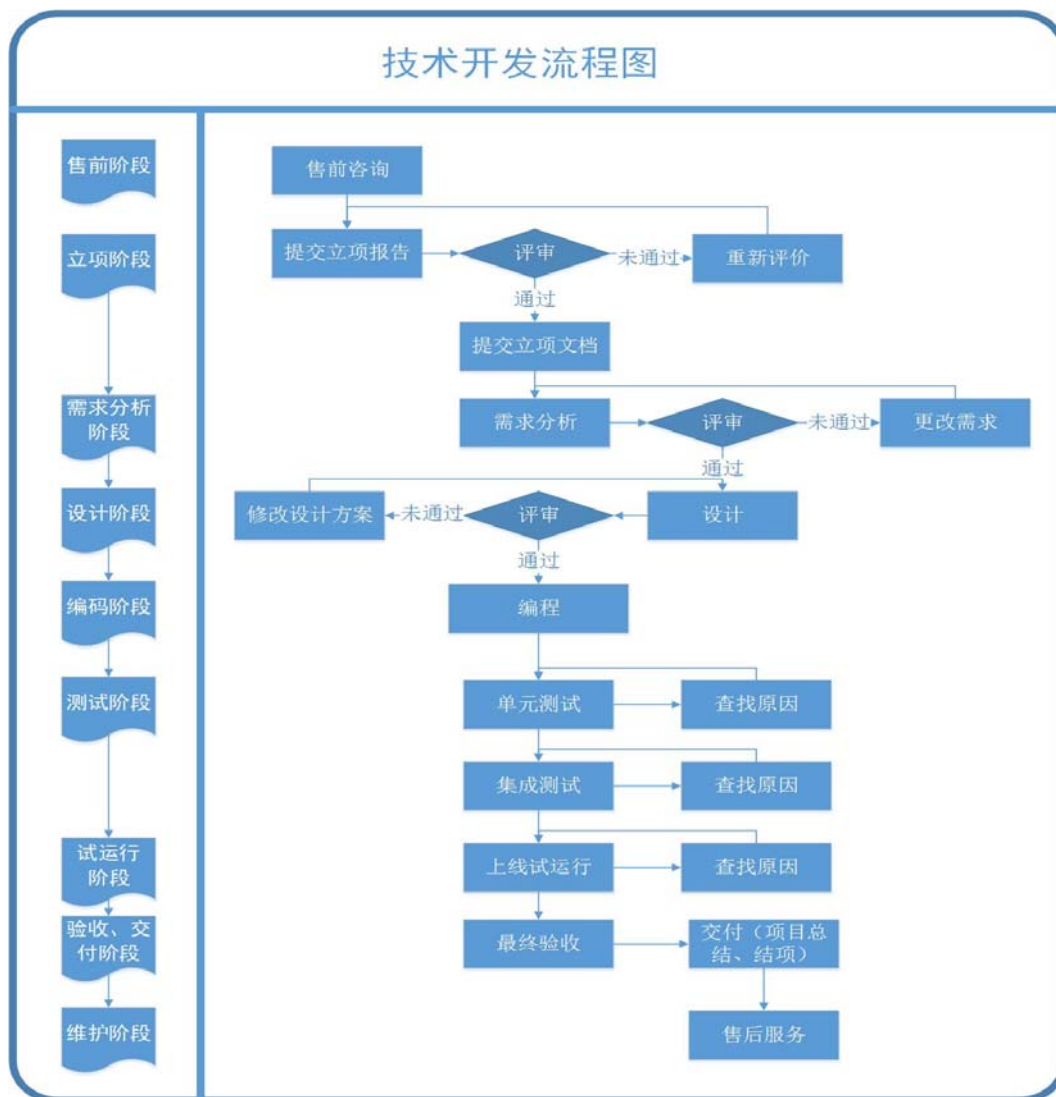 技术开发流程图
售前阶段
售前咨询
立项阶段
提交立项报告
评审
未通过
重新评价
通过
提交立项文档
需求分析
阶段
需求分析
评审
未通过
更改需求
通过
设计阶段
修改设计方案
未通过
评审
设计
通过
编码阶段
编程
测试阶段
单元测试
查找原因
集成测试
查找原因
试运行
阶段
上线试运行
查找原因
验收、交
付阶段
最终验收
交付（项目总
结、结项）
维护阶段
售后服务